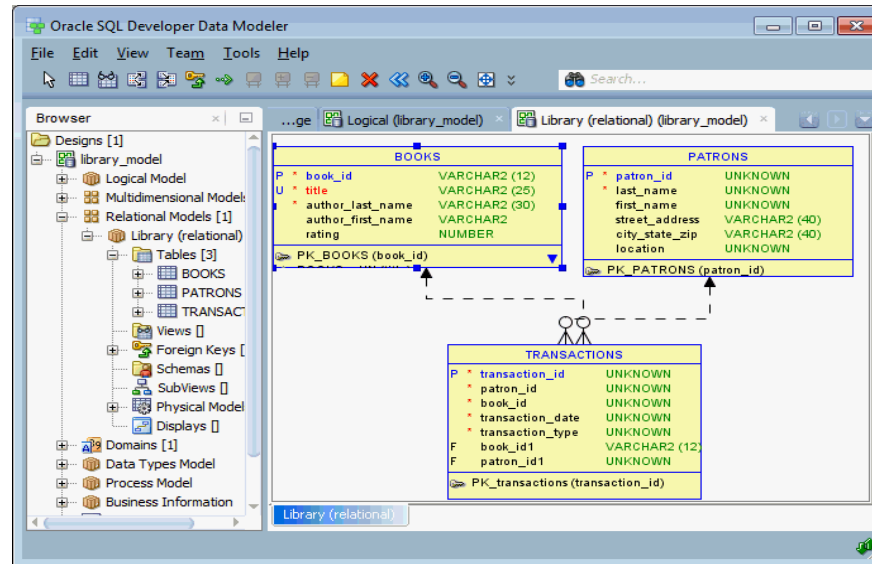 Oracle SQL Developer Data Modeler
File Edit View Team Tools Help
Search...
Browser
Designs [1]
library_model
Logical Model
Multidimensional Models
Relational Models [1]
Library (relational)
Tables [3]
BOOKS
PATRONS
TRANSACT
Views []
Foreign Keys [
Schemas []
SubViews []
Physical Model
Displays []
Domains [1]
Data Types Model
Process Model
Business Information
...ge Logical (library_model) Library (relational) (library_model)
BOOKS
P * book_id VARCHAR2 (12)
U * title VARCHAR2 (25)
* author_last_name VARCHAR2 (30)
author_first_name VARCHAR2
rating NUMBER
PK_BOOKS (book_id)
PATRONS
P * patron_id UNKNOWN
* last_name UNKNOWN
first_name UNKNOWN
street_address VARCHAR2 (40)
city_state_zip VARCHAR2 (40)
location UNKNOWN
PK_PATRONS (patron_id)
TRANSACTIONS
P * transaction_id UNKNOWN
* patron_id UNKNOWN
* book_id UNKNOWN
* transaction_date UNKNOWN
* transaction_type UNKNOWN
F book_id1 VARCHAR2 (12)
F patron_id1 UNKNOWN
PK_transactions (transaction_id)
Library (relational)